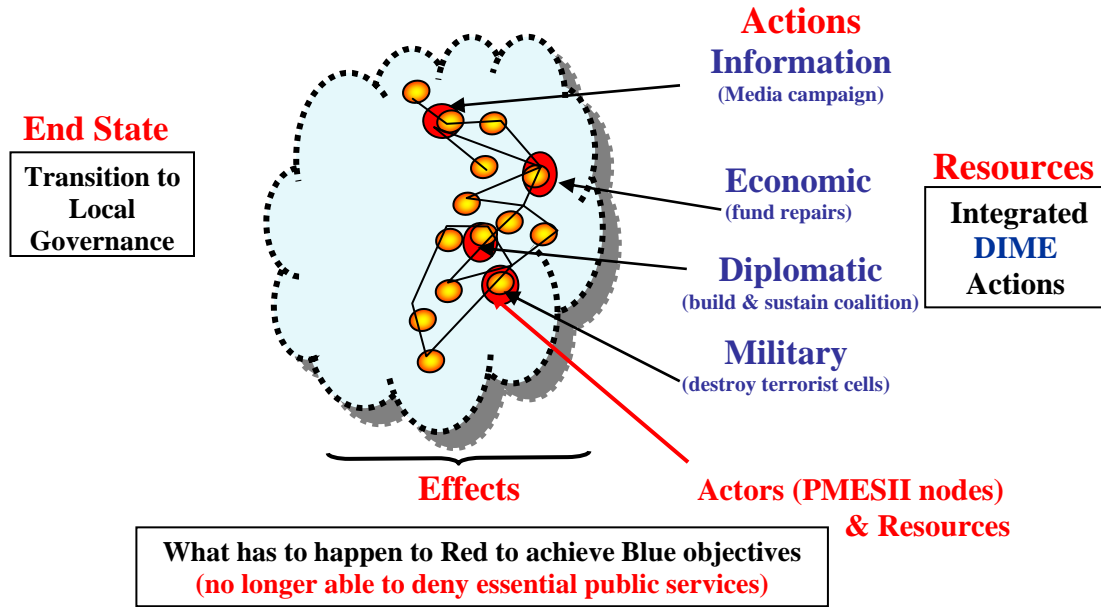 Actions
Information
(Media campaign)
End State
Transition to
Local
Governance
Economic
(fund repairs)
Resources
Integrated
DIME
Actions
Diplomatic
(build & sustain coalition)
Military
(destroy terrorist cells)
Effects
Actors (PMESII nodes)
& Resources
What has to happen to Red to achieve Blue objectives
(no longer able to deny essential public services)